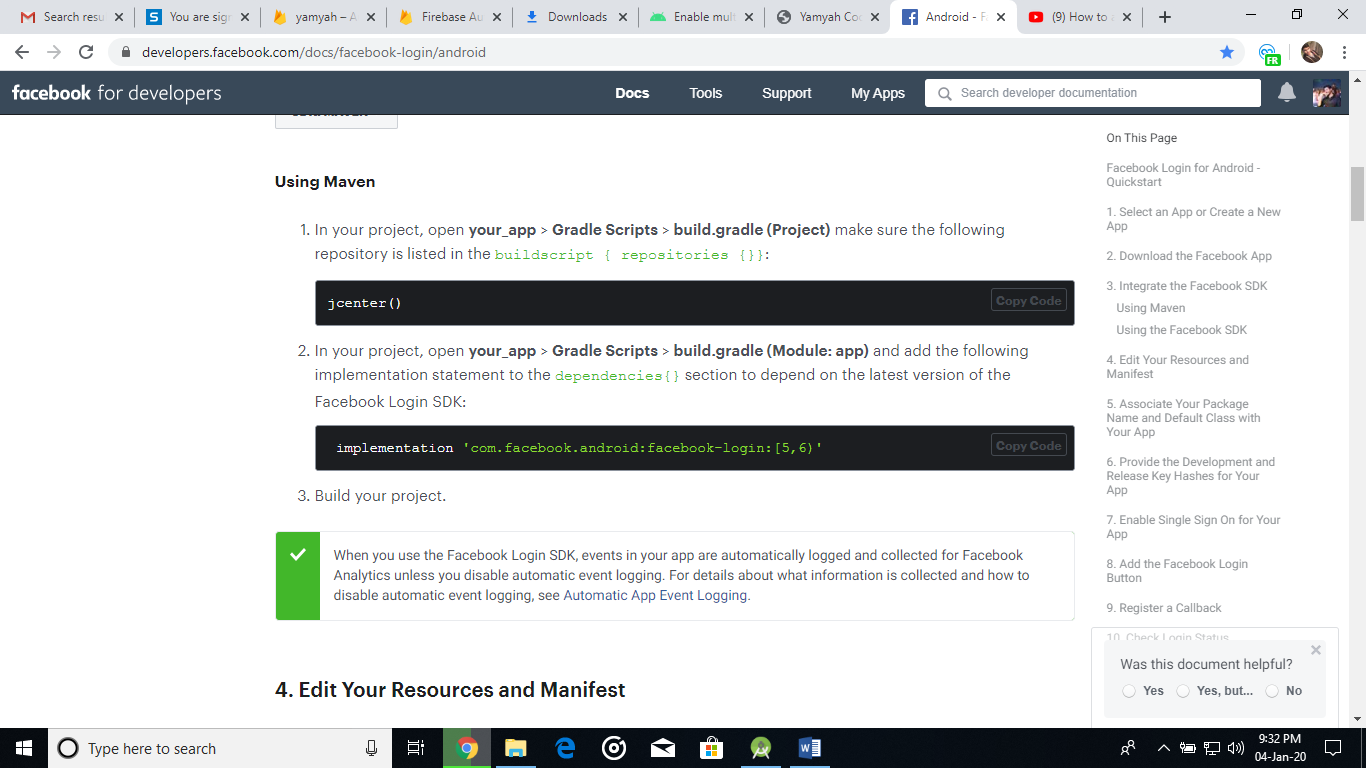 Search resu
You are sign
yamyah – A
Firebase Au
Downloads
Enable mult
Yamyah Co
Android - F
(9) How to
developers.facebook.com/docs/facebook-login/android
FR
facebook for developers
Docs
Tools
Support
My Apps
Search developer documentation
Using Maven
1. In your project, open your_app > Gradle Scripts > build.gradle (Project) make sure the following
repository is listed in the buildscript { repositories {}}:
jcenter()
Copy Code
2. In your project, open your_app > Gradle Scripts > build.gradle (Module: app) and add the following
implementation statement to the dependencies{} section to depend on the latest version of the
Facebook Login SDK:
implementation 'com.facebook.android:facebook-login:[5,6)'
Copy Code
3. Build your project.
When you use the Facebook Login SDK, events in your app are automatically logged and collected for Facebook
Analytics unless you disable automatic event logging. For details about what information is collected and how to
disable automatic event logging, see Automatic App Event Logging.
4. Edit Your Resources and Manifest
On This Page
Facebook Login for Android -
Quickstart
1. Select an App or Create a New
App
2. Download the Facebook App
3. Integrate the Facebook SDK
Using Maven
Using the Facebook SDK
4. Edit Your Resources and
Manifest
5. Associate Your Package
Name and Default Class with
Your App
6. Provide the Development and
Release Key Hashes for Your
App
7. Enable Single Sign On for Your
App
8. Add the Facebook Login
Button
9. Register a Callback
10. Check Login Status
Was this document helpful?
Yes
Yes, but...
No
Type here to search
9:32 PM
04-Jan-20